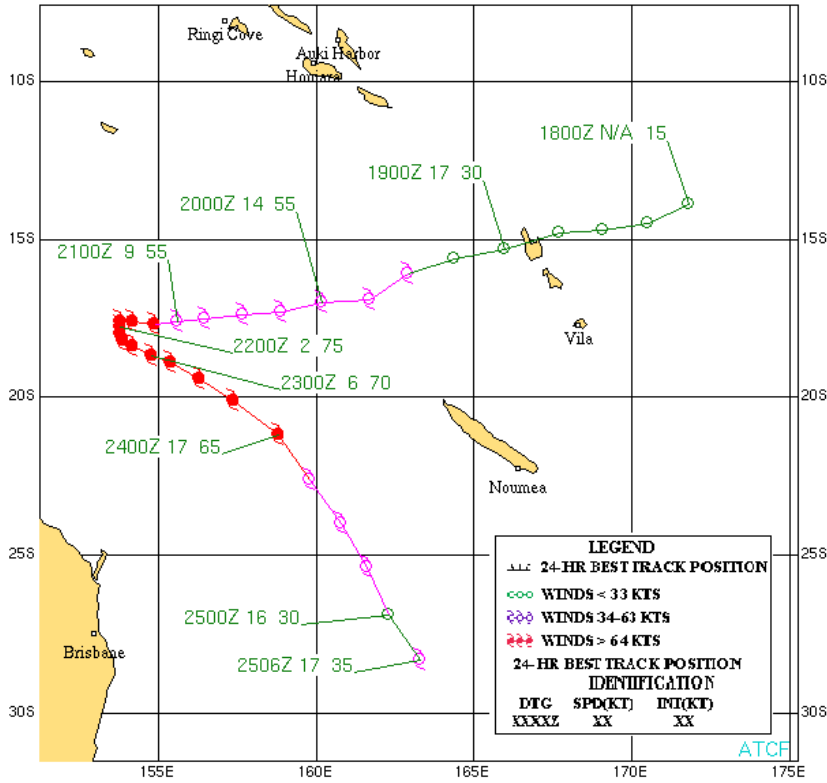 Ringi Cove
Auki Harbor
Honiara
10S
10S
1800Z N/A 15
1900Z 17 30
2000Z 14 55
15S
15S
2100Z 9 55
Vila
2200Z 2 75
2300Z 6 70
20S
20S
2400Z 17 65
Noumea
25S
25S
LEGEND
24-HR BEST TRACK POSITION
WINDS < 33 KTS
WINDS 34-63 KTS
WINDS > 64 KTS
24-HR BEST TRACK POSITION
IDENTIFICATION
DTG SPD(KT) INT(KT)
XXXXZ XX XX
2500Z 16 30
Brisbane
2506Z 17 35
30S
30S
ATCF
155E 160E 165E 170E 175E